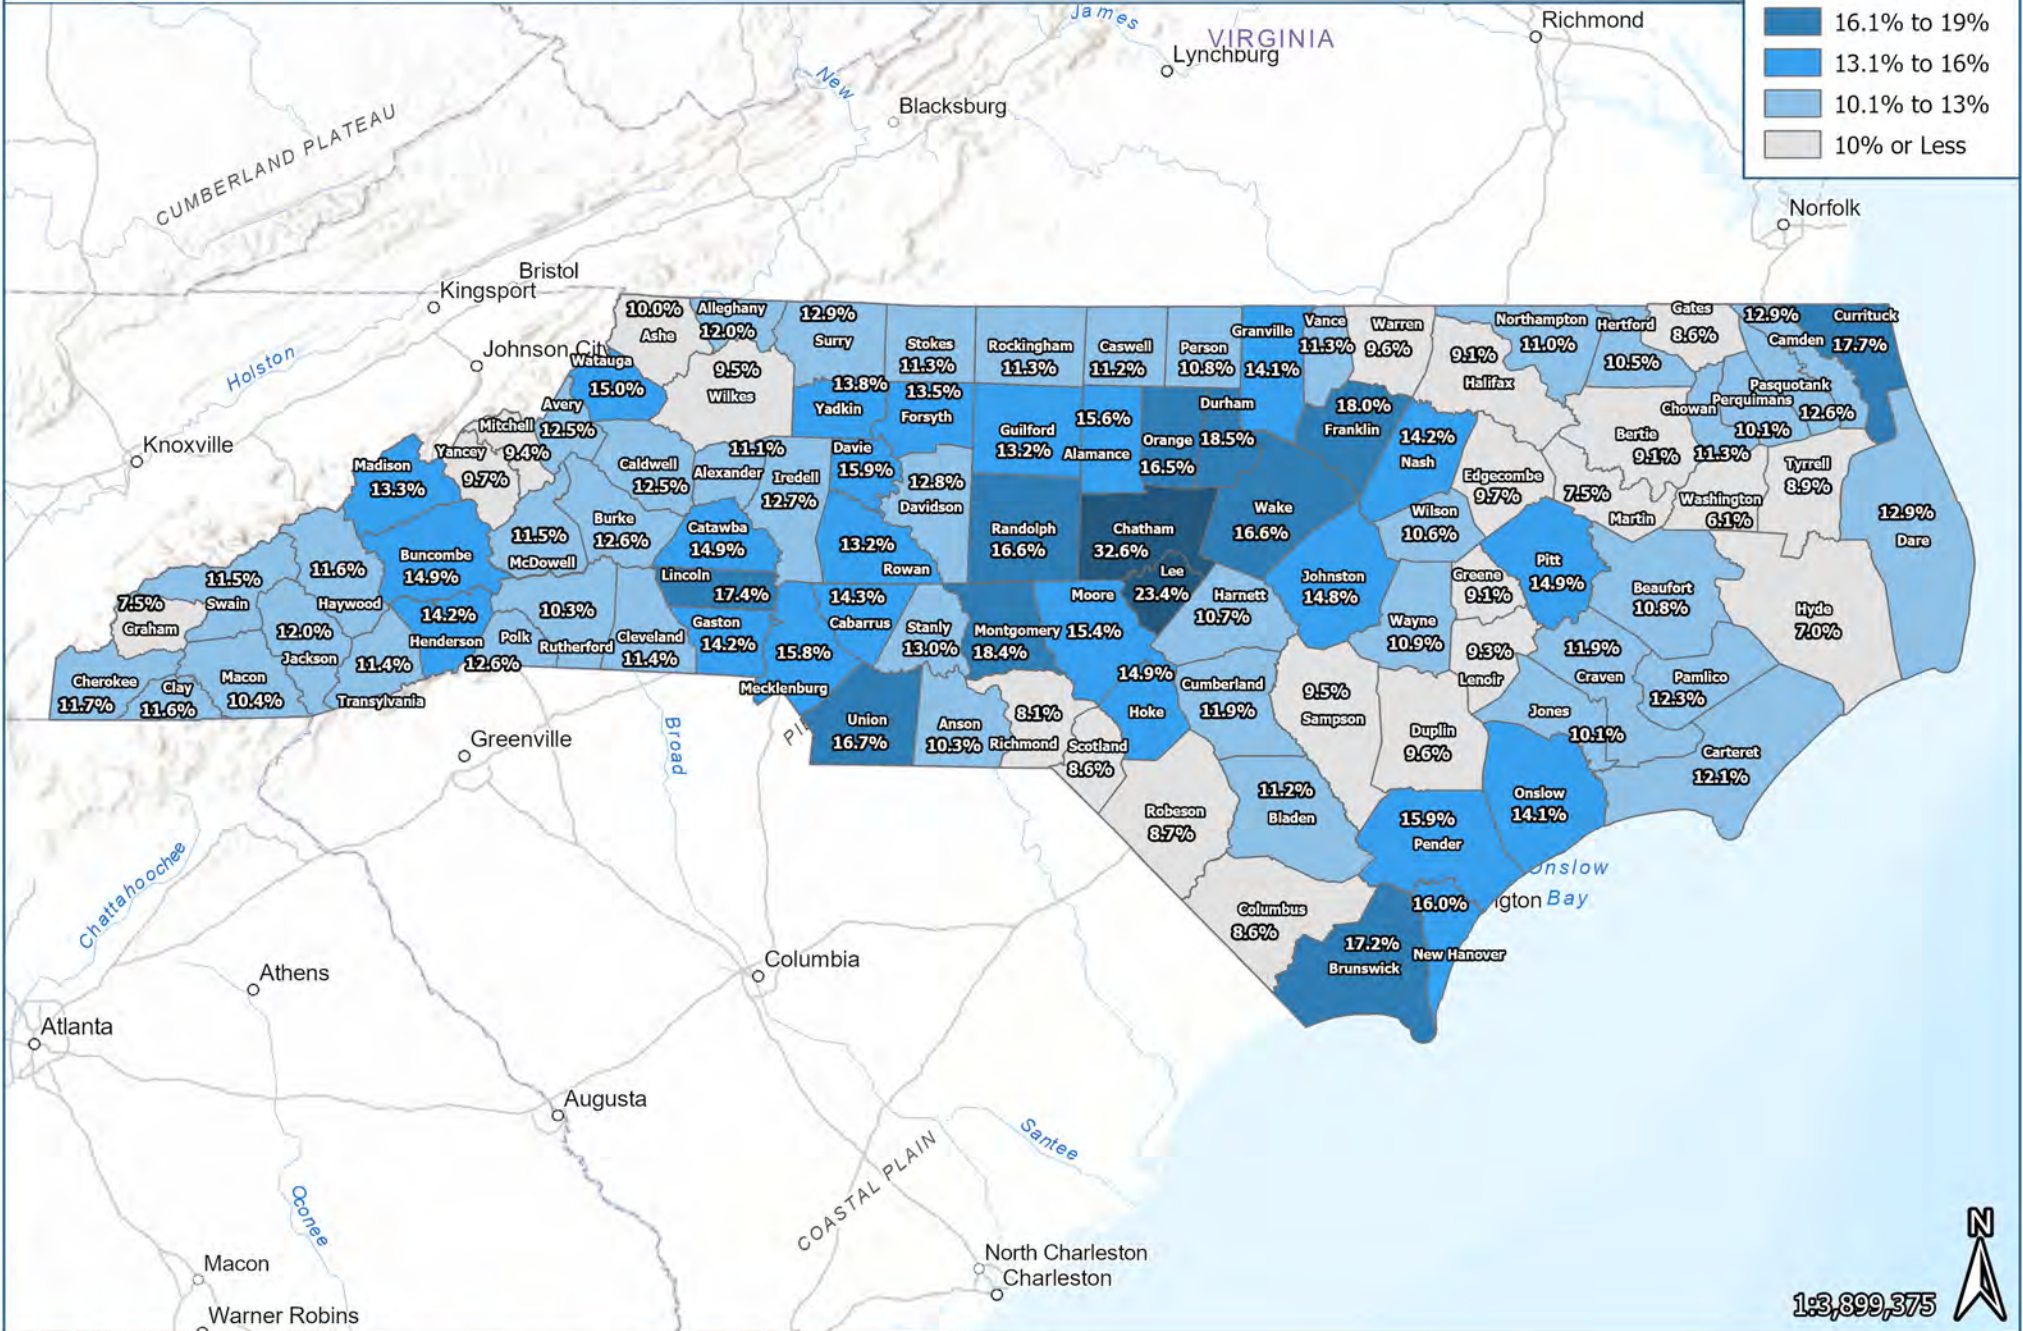 16.1% to 19%
13.1% to 16%
10.1% to 13%
10% or Less
James
VIRGINIA
Richmond
Lynchburg
New
Blacksburg
CUMBERLAND PLATEAU
Norfolk
Bristol
Kingsport
Johnson City
Holston
Knoxville
10.0%
Ashe
Alleghany
12.0%
12.9%
Surry
Stokes
11.3%
Rockingham
11.3%
Caswell
11.2%
Person
10.8%
Granville
14.1%
Vance
11.3%
Warren
9.6%
Northampton
11.0%
Hertford
10.5%
Gates
8.6%
12.9%
Camden
Currituck
17.7%
Watauga
15.0%
9.5%
Wilkes
13.8%
Yadkin
13.5%
Forsyth
Guilford
13.2%
15.6%
Alamance
Orange
16.5%
Durham
18.5%
18.0%
Franklin
14.2%
Nash
9.1%
Halifax
Bertie
9.1%
Chowan
11.3%
Perquimans
10.1%
Pasquotank
12.6%
Avery
12.5%
Mitchell
9.4%
Yancey
9.7%
Madison
13.3%
Caldwell
12.5%
11.1%
Alexander
Iredell
12.7%
Davie
15.9%
12.8%
Davidson
Randolph
16.6%
Chatham
32.6%
Wake
16.6%
Edgecombe
9.7%
7.5%
Martin
Washington
6.1%
Tyrrell
8.9%
12.9%
Dare
Buncombe
14.9%
11.5%
McDowell
Burke
12.6%
Catawba
14.9%
13.2%
Rowan
Lee
23.4%
Johnston
14.8%
Wilson
10.6%
Greene
9.1%
Pitt
14.9%
Beaufort
10.8%
Hyde
7.0%
7.5%
Graham
11.5%
Swain
11.6%
Haywood
14.2%
Henderson
Polk
12.6%
10.3%
Rutherford
Cleveland
11.4%
Lincoln
17.4%
Gaston
14.2%
15.8%
Mecklenburg
14.3%
Cabarrus
Stanly
13.0%
Montgomery
18.4%
Moore
15.4%
Harnett
10.7%
Wayne
10.9%
9.3%
Lenoir
11.9%
Craven
Pamlico
12.3%
Cherokee
11.7%
Clay
11.6%
Macon
10.4%
12.0%
Jackson
11.4%
Transylvania
Union
16.7%
Anson
10.3%
8.1%
Richmond
Scotland
8.6%
14.9%
Hoke
Cumberland
11.9%
9.5%
Sampson
Duplin
9.6%
Jones
10.1%
Carteret
12.1%
Robeson
8.7%
11.2%
Bladen
15.9%
Pender
Onslow
14.1%
Columbus
8.6%
17.2%
Brunswick
16.0%
New Hanover
Onslow
Bay
ington
Greenville
Broad
PI
Chattahoochee
Columbia
Athens
Atlanta
Augusta
Santee
COASTAL PLAIN
Oconee
North Charleston
Charleston
Macon
Warner Robins
N
1:3,899,375